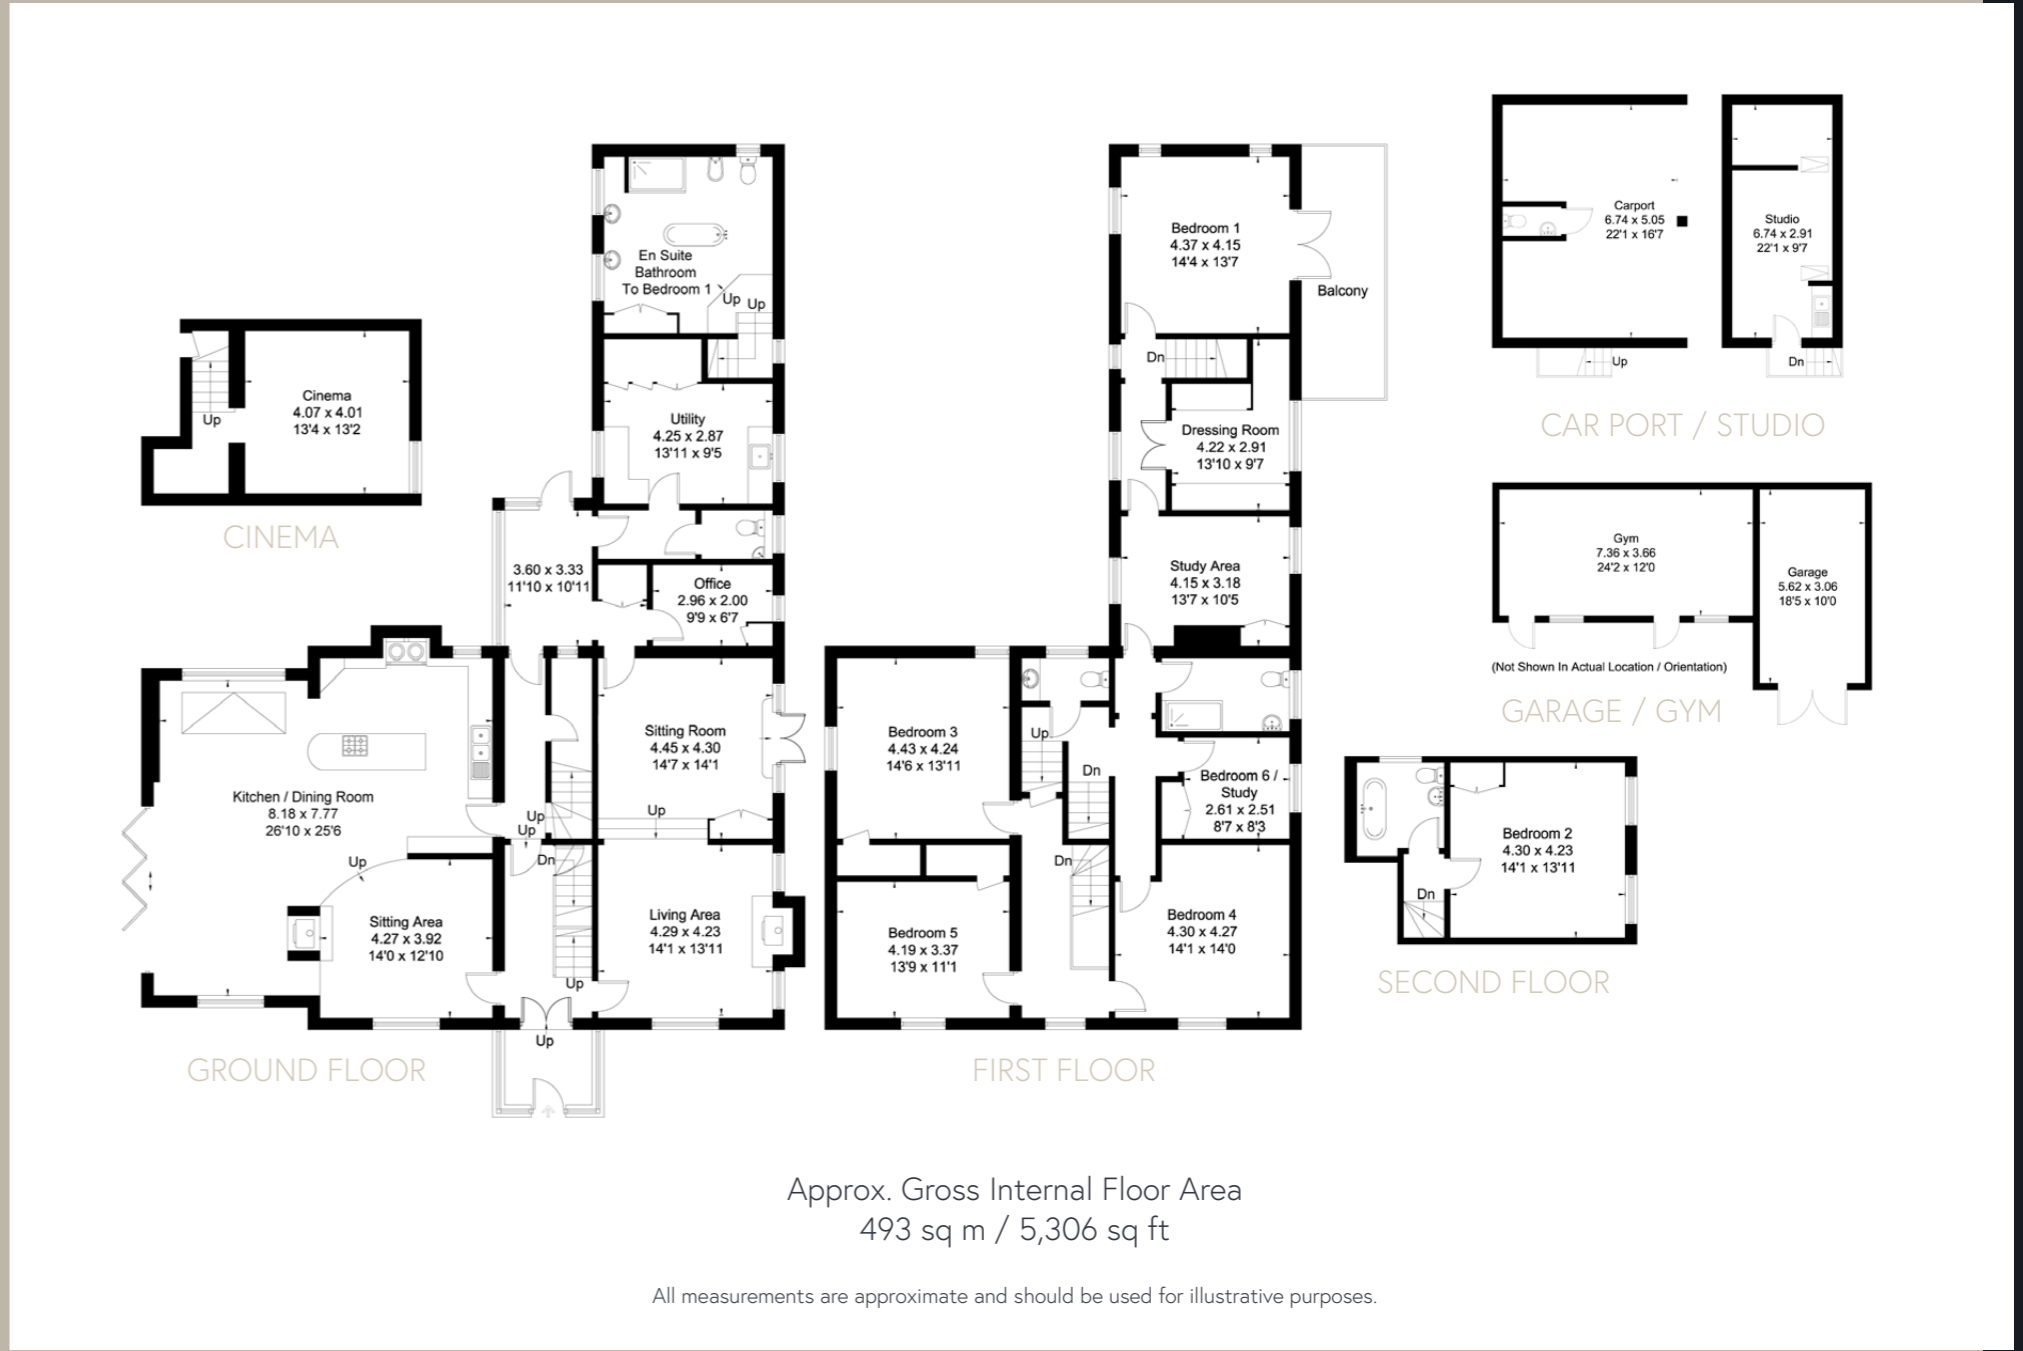 En Suite
Bathroom
To Bedroom 1
Up
Up
Utility
4.25 x 2.87
13'11 x 9'5
3.60 x 3.33
11'10 x 10'11
Office
2.96 x 2.00
9'9 x 6'7
Cinema
4.07 x 4.01
13'4 x 13'2
Up
CINEMA
Sitting Room
4.45 x 4.30
14'7 x 14'1
Up
Kitchen / Dining Room
8.18 x 7.77
26'10 x 25'6
Up
Up
Up
Dn
Sitting Area
4.27 x 3.92
14'0 x 12'10
Living Area
4.29 x 4.23
14'1 x 13'11
Up
Up
GROUND FLOOR
Bedroom 1
4.37 x 4.15
14'4 x 13'7
Balcony
Dn
Dressing Room
4.22 x 2.91
13'10 x 9'7
Study Area
4.15 x 3.18
13'7 x 10'5
Bedroom 3
4.43 x 4.24
14'6 x 13'11
Up
Dn
Bedroom 6 /
Study
2.61 x 2.51
8'7 x 8'3
Dn
Bedroom 5
4.19 x 3.37
13'9 x 11'1
Bedroom 4
4.30 x 4.27
14'1 x 14'0
FIRST FLOOR
Carport
6.74 x 5.05
22'1 x 16'7
Up
Studio
6.74 x 2.91
22'1 x 9'7
Dn
CAR PORT / STUDIO
Gym
7.36 x 3.66
24'2 x 12'0
Garage
5.62 x 3.06
18'5 x 10'0
(Not Shown In Actual Location / Orientation)
GARAGE / GYM
Bedroom 2
4.30 x 4.23
14'1 x 13'11
Dn
SECOND FLOOR
Approx. Gross Internal Floor Area
493 sq m / 5,306 sq ft
All measurements are approximate and should be used for illustrative purposes.